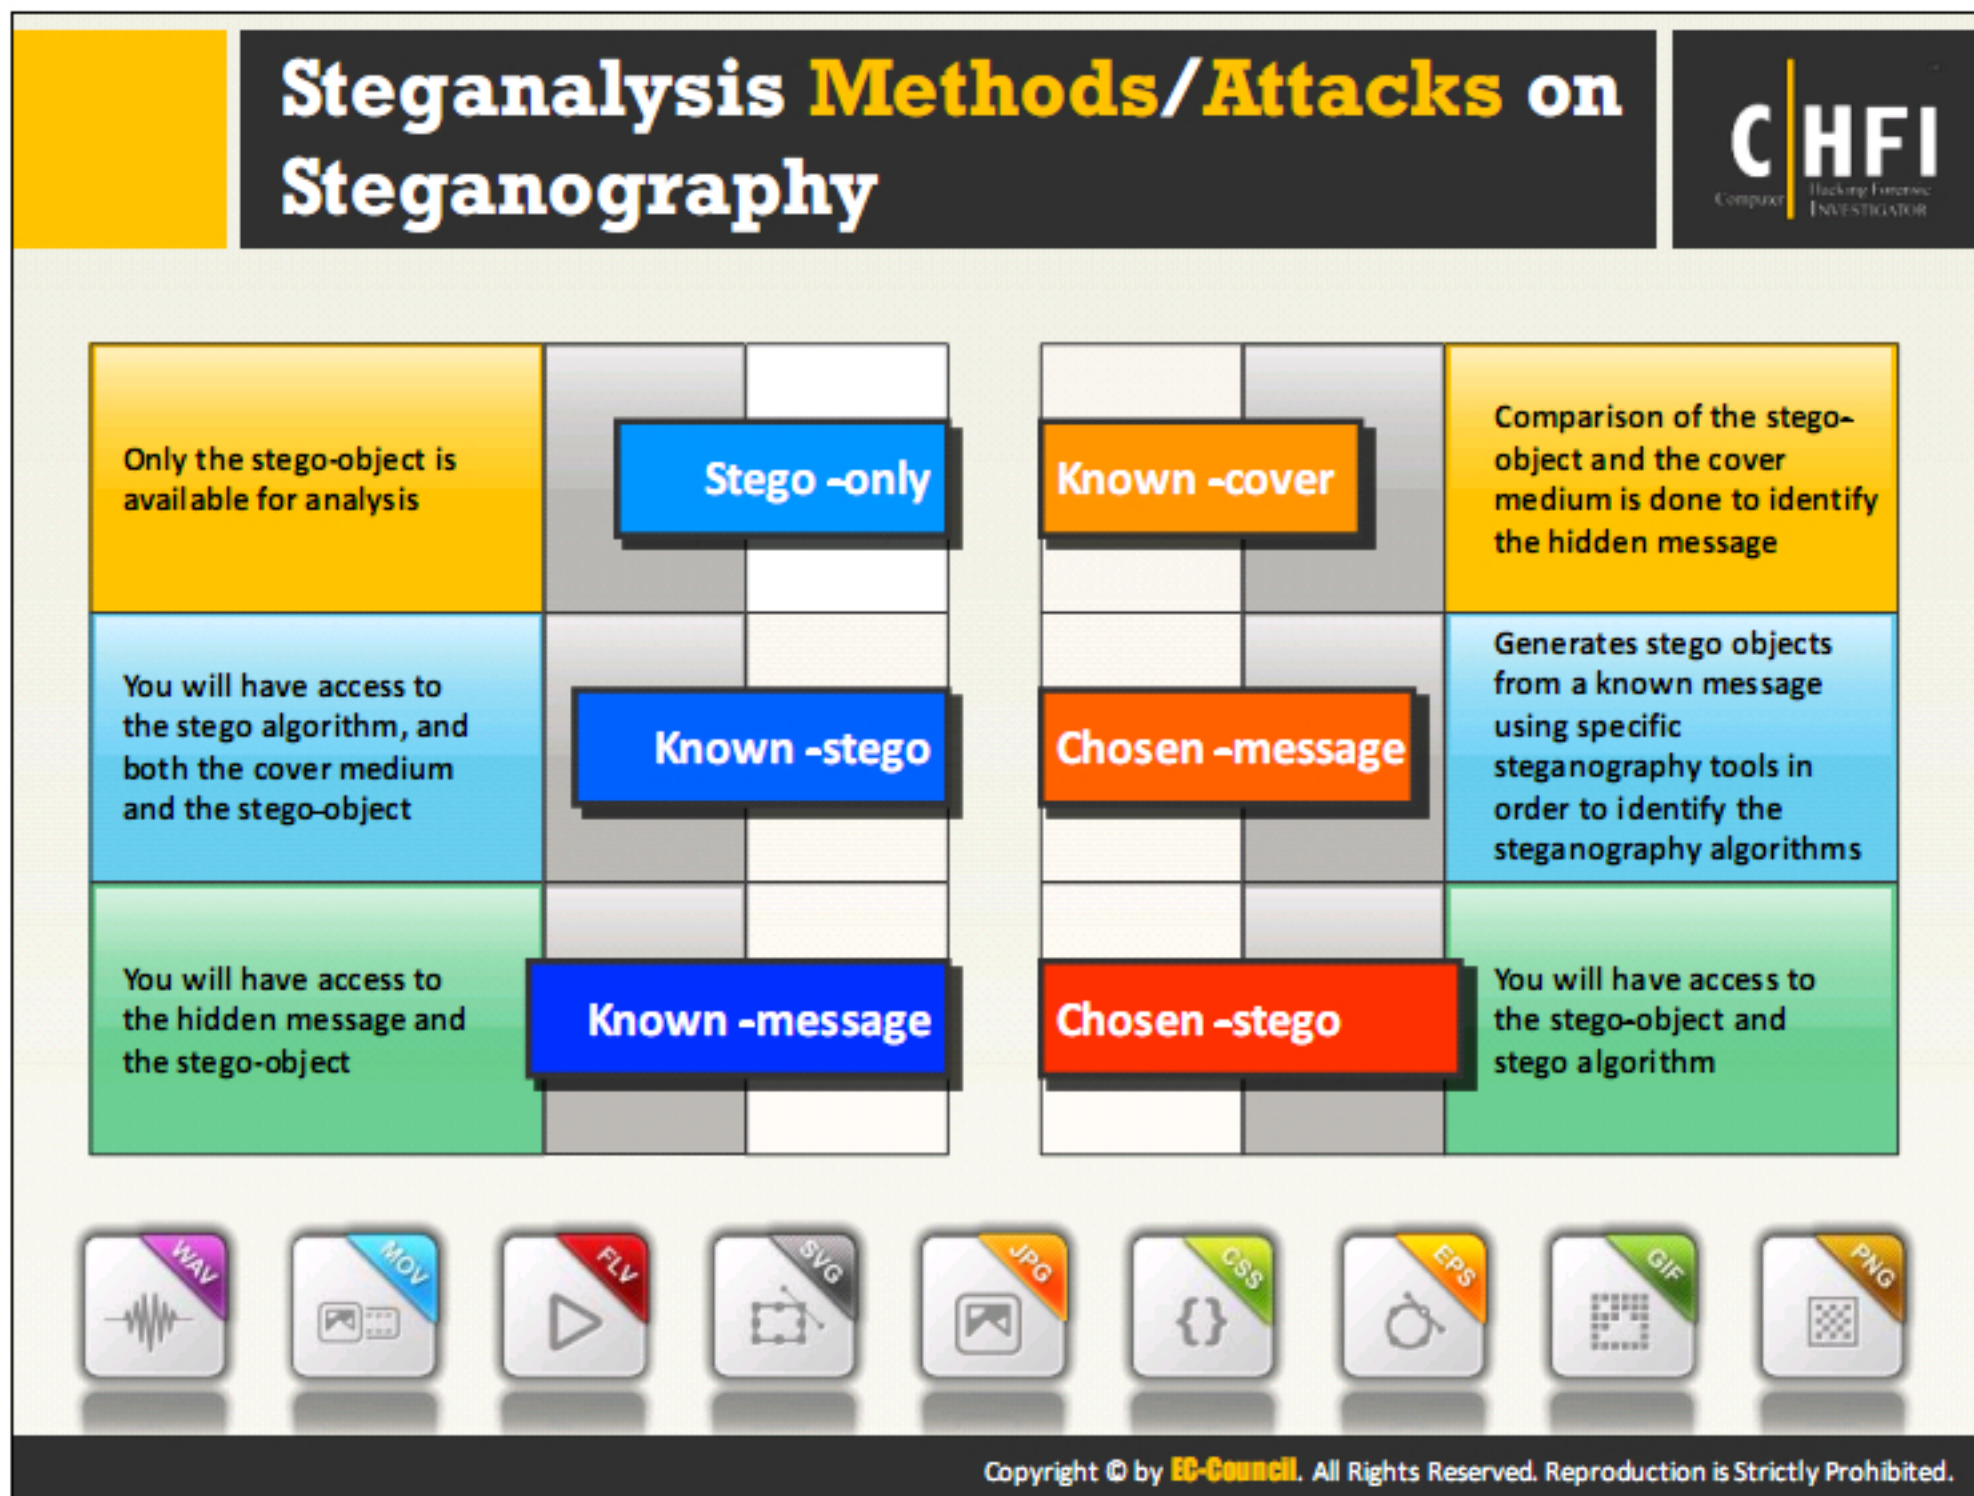 Steganalysis Methods/Attacks on
Steganography
C HFI
Computer
Hacking Forensic
INVESTIGATOR
Only the stego-object is
available for analysis
Stego -only
Known -cover
Comparison of the stego-
object and the cover
medium is done to identify
the hidden message
You will have access to
the stego algorithm, and
both the cover medium
and the stego-object
Known -stego
Chosen -message
Generates stego objects
from a known message
using specific
steganography tools in
order to identify the
steganography algorithms
You will have access to
the hidden message and
the stego-object
Known -message
Chosen -stego
You will have access to
the stego-object and
stego algorithm
WAV
MOV
FLV
SVG
JPG
CSS
EPS
GIF
PNG
Copyright © by EC-Council. All Rights Reserved. Reproduction is Strictly Prohibited.